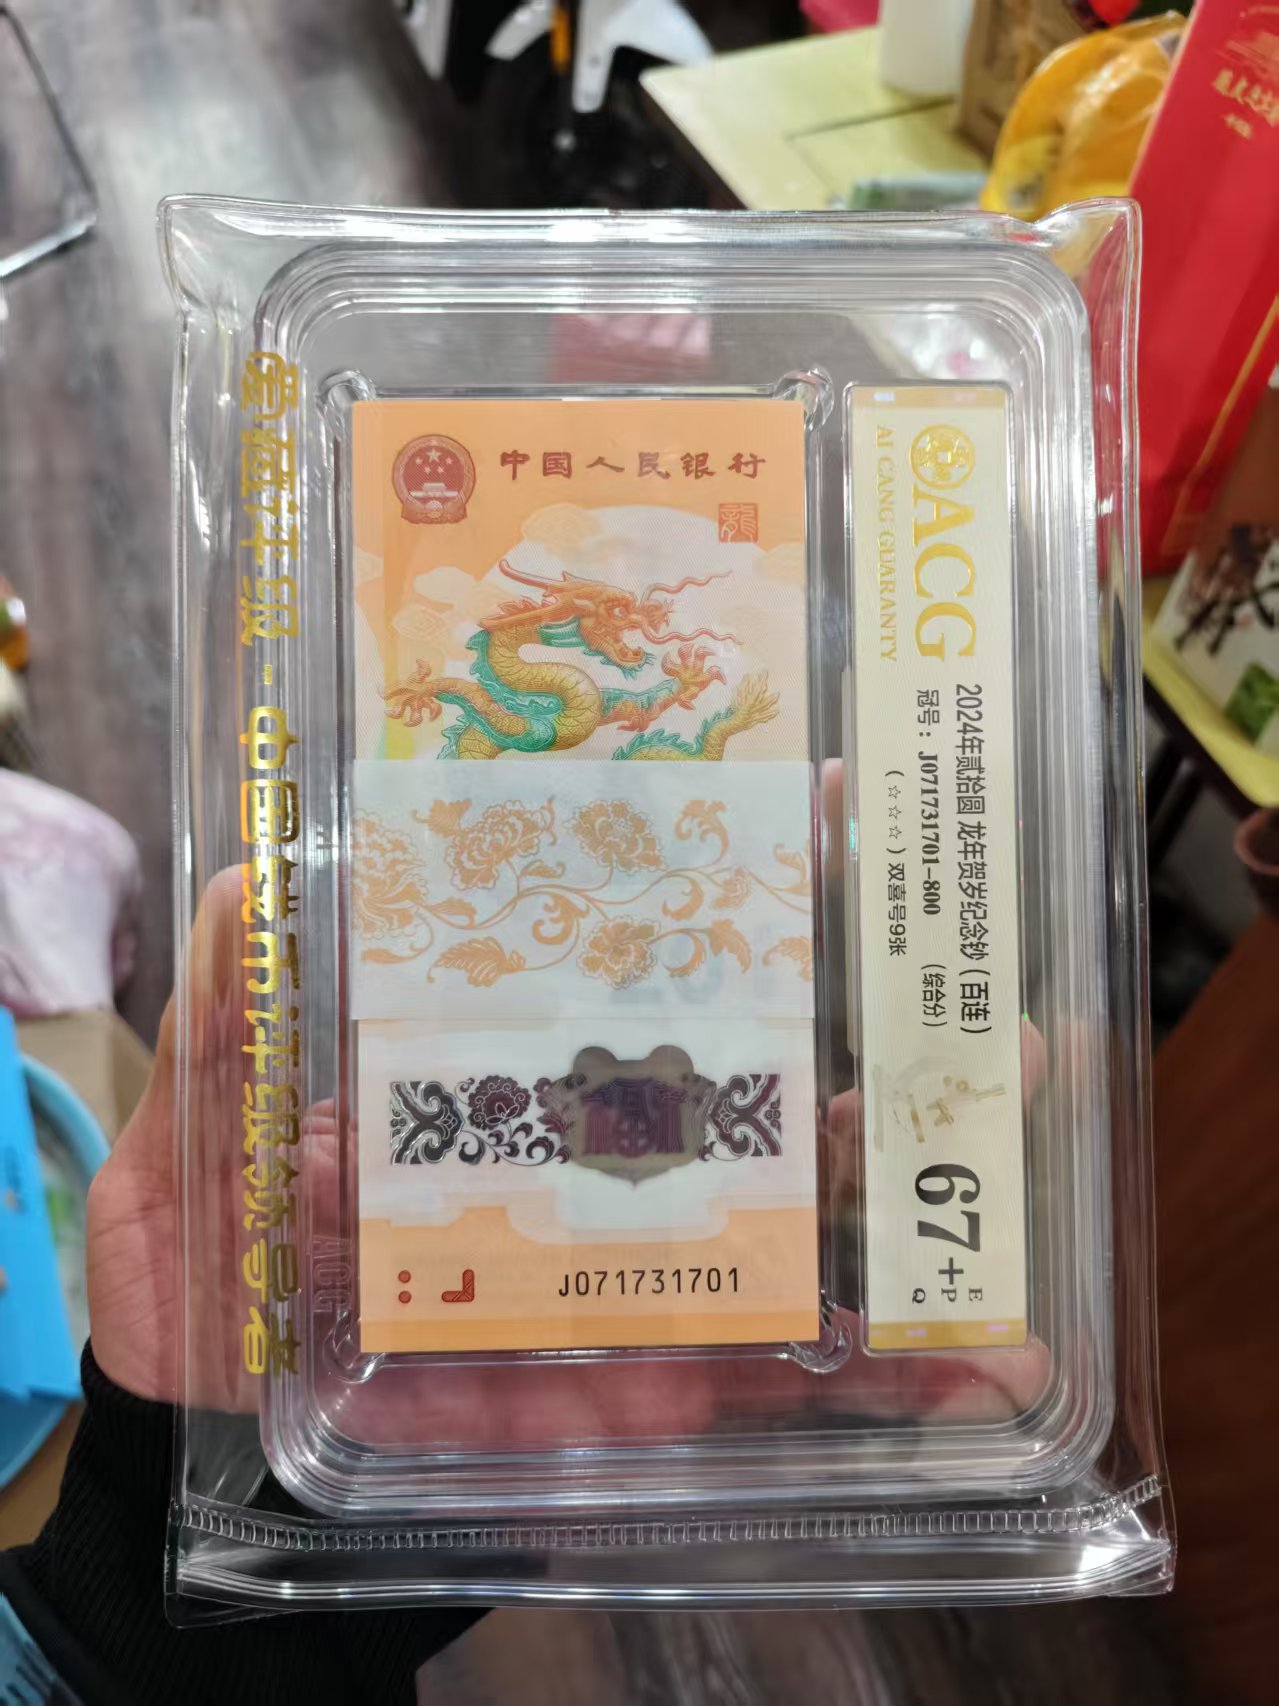 中国人民银行
龍
J071731701
ACG
AI CANG GUARANTY
2024年贰拾圆 龙年贺岁纪念钞（百连）
冠号：J071731701-800 （综合分）
（☆☆☆）双喜号9张
67+
E
P
Q
爱藏评级-中国钱币评级领导者
ACG